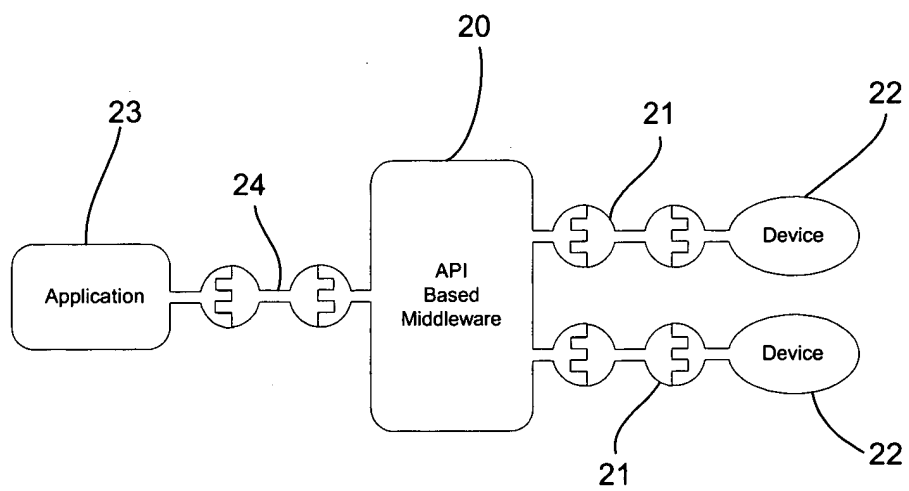 20
23
21
22
24
Device
Application
API
Based
Middleware
Device
21
22